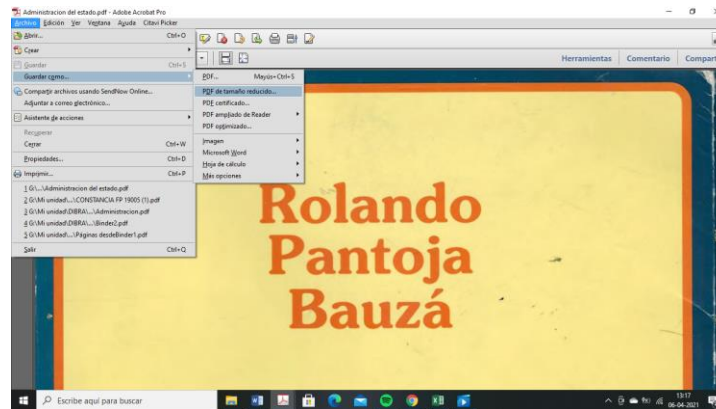 Administracion del estado.pdf - Adobe Acrobat Pro
Archivo Edición Ver Ventana Ayuda Citavi Picker
Abrir... Ctrl+O
Crear
Guardar Ctrl+S
Guardar como...
Compartir archivos usando SendNow Online...
Adjuntar a correo electrónico...
Asistente de acciones
Recuperar
Cerrar Ctrl+W
Propiedades... Ctrl+D
Imprimir... Ctrl+P
1 G:\...\Administracion del estado.pdf
2 G:\Mi unidad\...\CONSTANCIA FP 19005 (1).pdf
3 G:\Mi unidad\DIBRA\...\Administracion.pdf
4 G:\Mi unidad\DIBRA\...\Binder2.pdf
5 G:\Mi unidad\...\Páginas desdeBinder1.pdf
Salir Ctrl+Q
PDF... Mayús+Ctrl+S
PDF de tamaño reducido...
PDF certificado...
PDF ampliado de Reader
PDF optimizado...
Imagen
Microsoft Word
Hoja de cálculo
Más opciones
Herramientas Comentario Compart
Rolando
Pantoja
Bauzá
Escribe aquí para buscar
13:17
06-04-2021